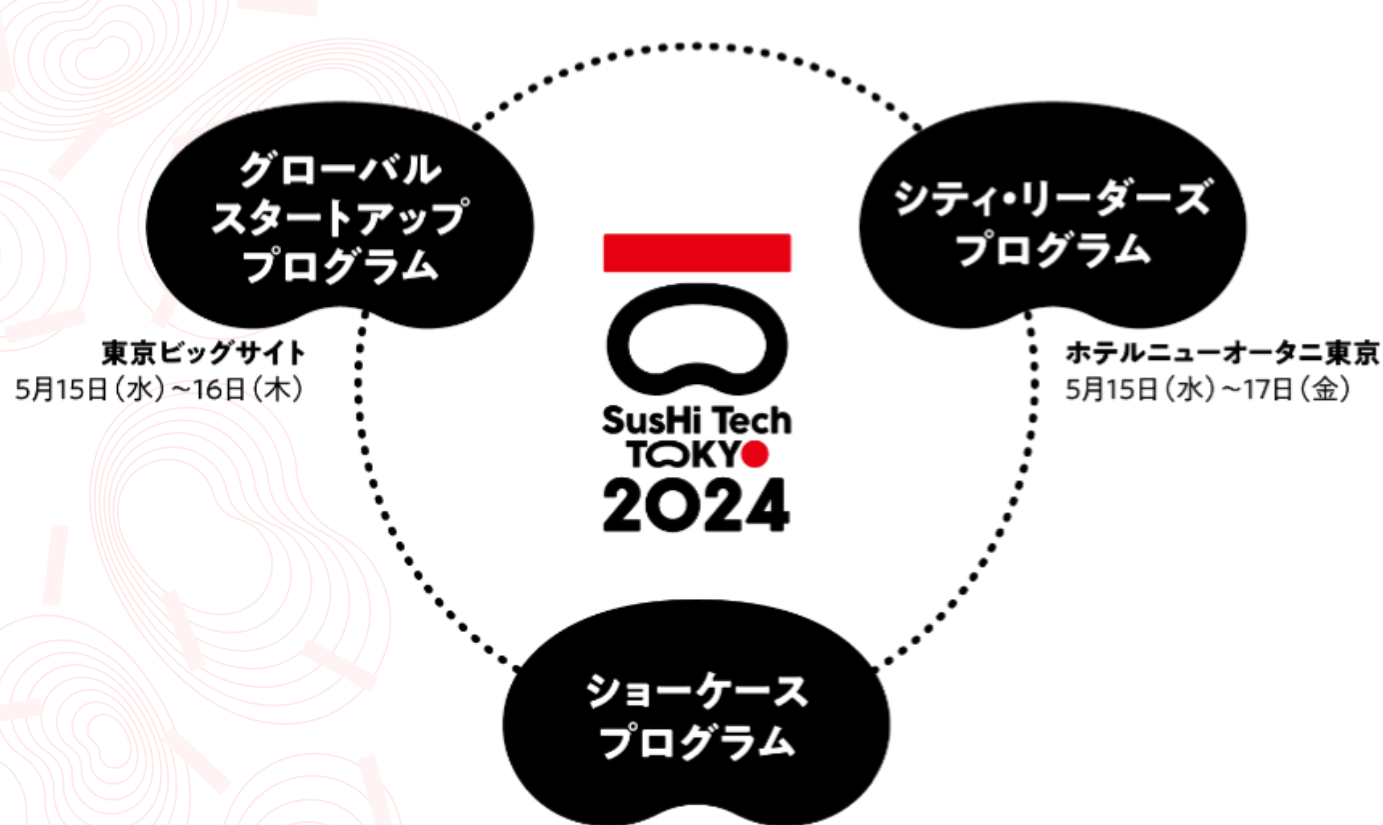 グローバル
スタートアップ
プログラム
東京ビッグサイト
5月15日(水)~16日(木)
シティ・リーダーズ
プログラム
ホテルニューオータニ東京
5月15日(水)~17日(金)
SusHi Tech
TOKYO
2024
ショーケース
プログラム